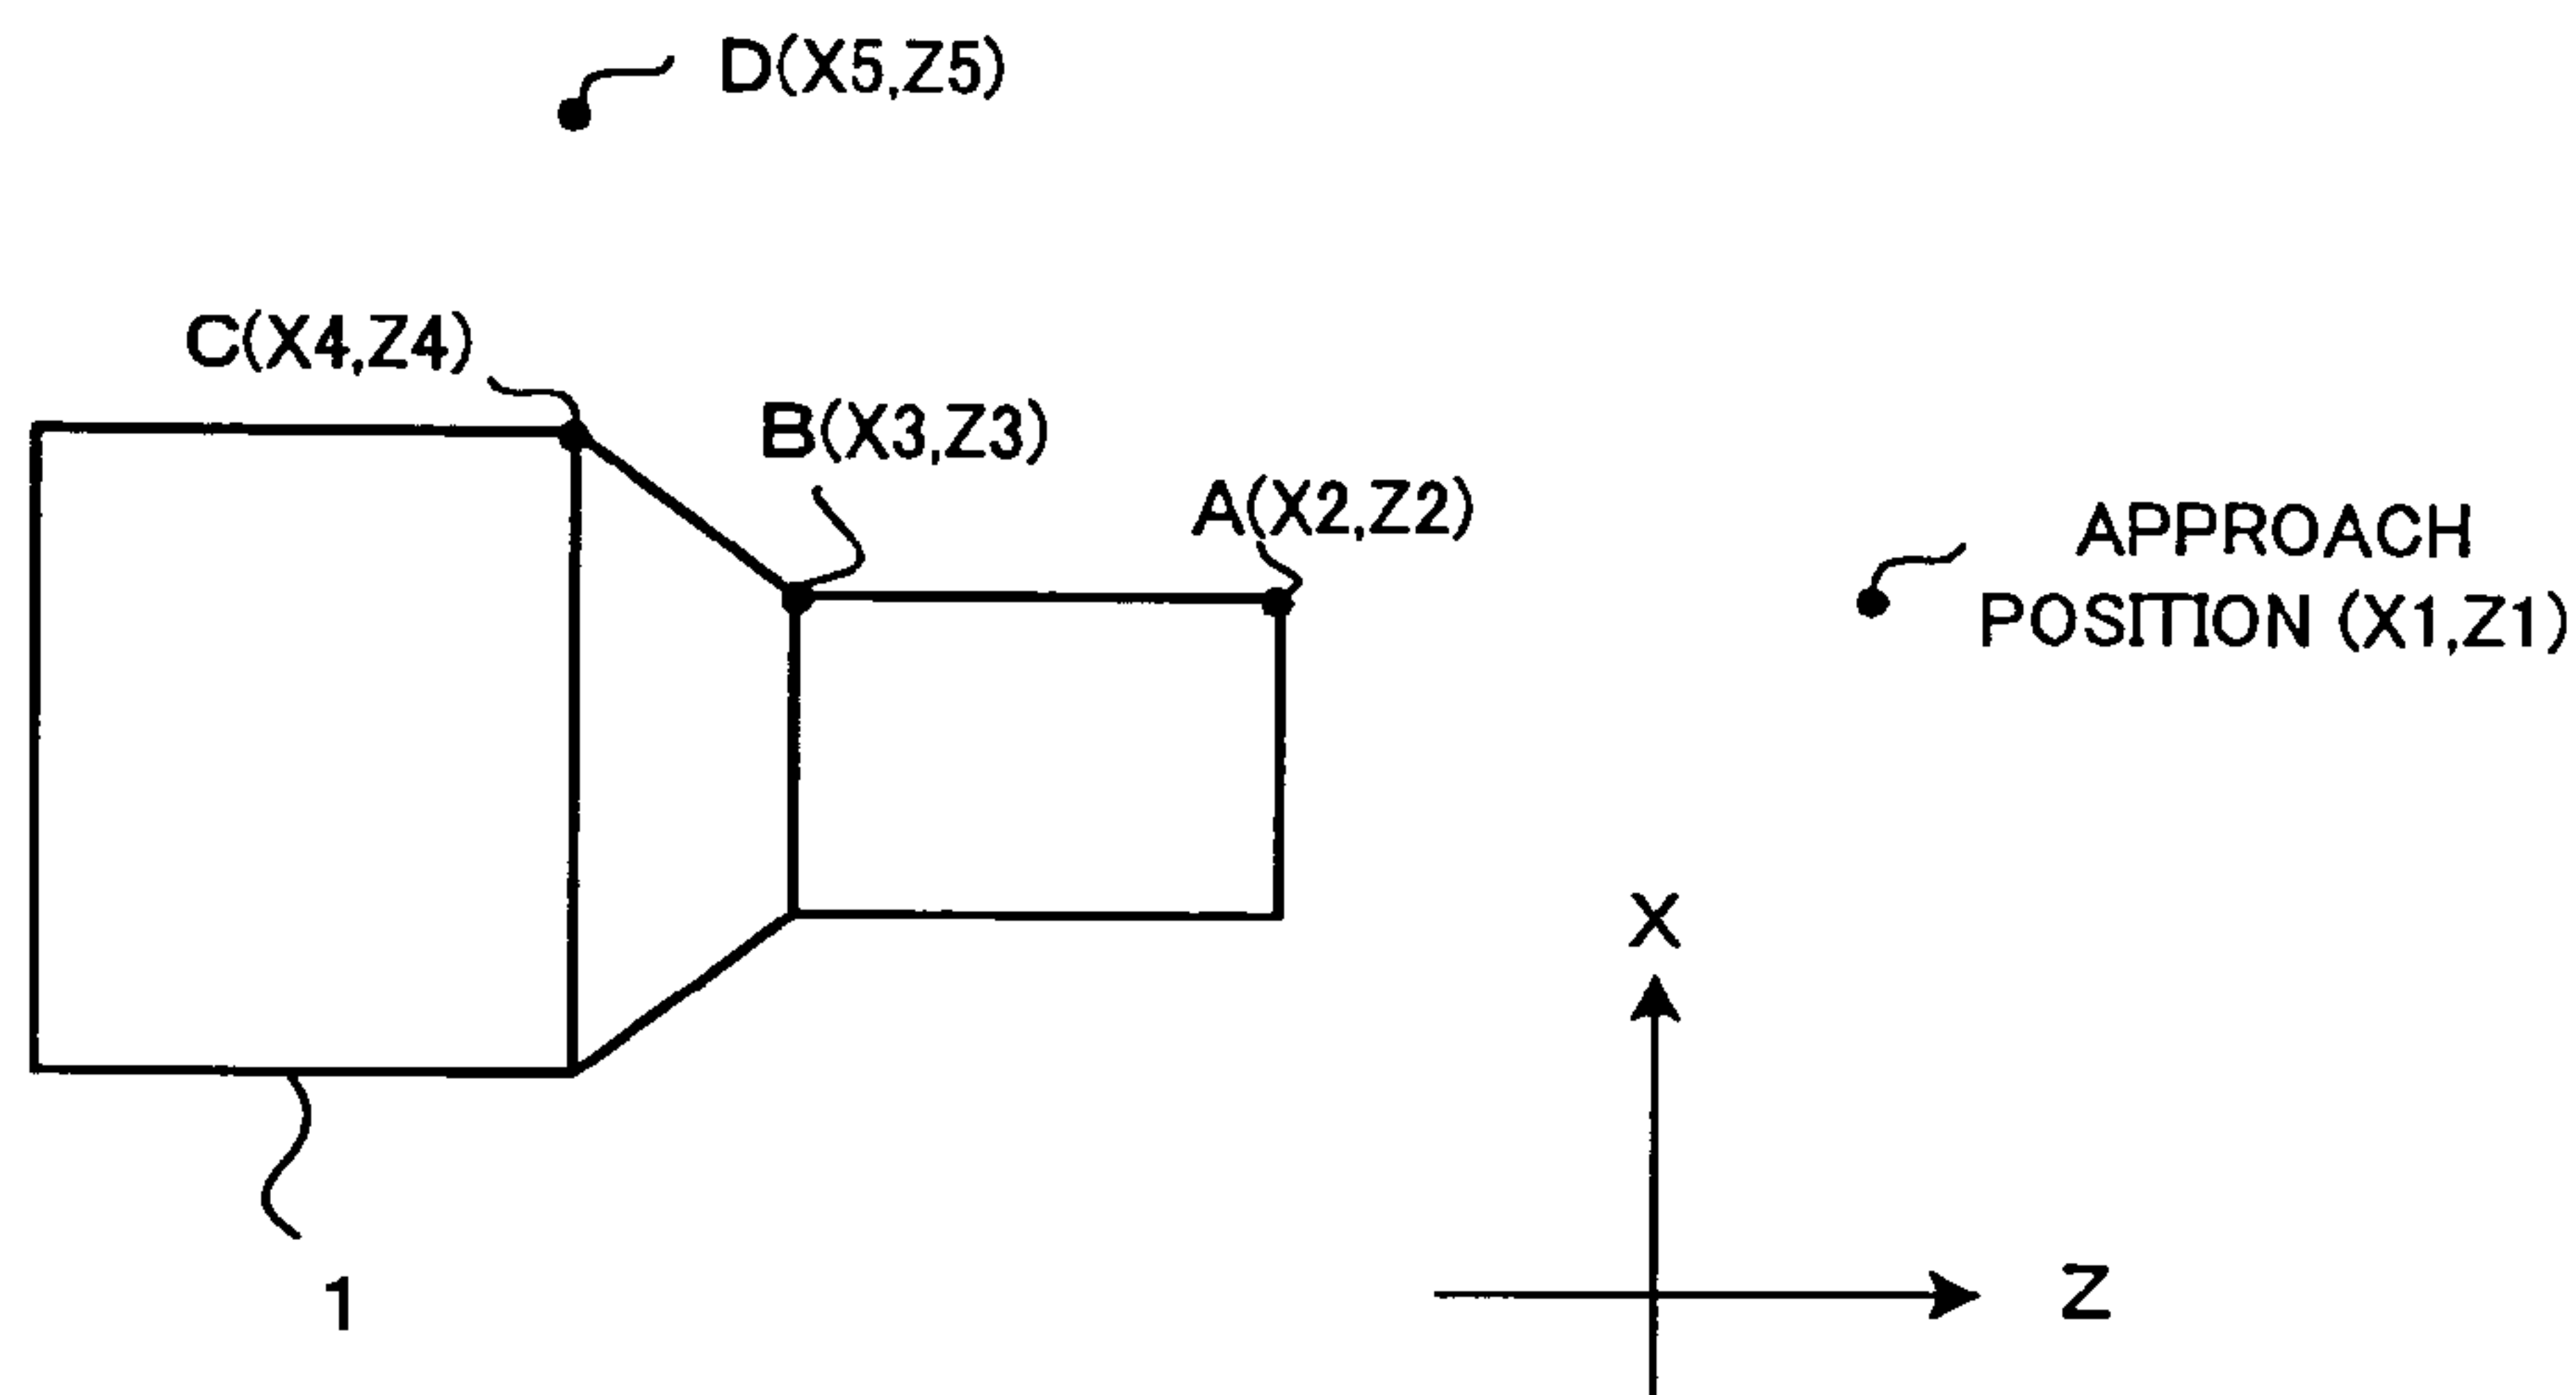 D(X5,Z5)
C(X4,Z4)
B(X3,Z3)
A(X2,Z2)
APPROACH
POSITION (X1,Z1)
X
Z
1